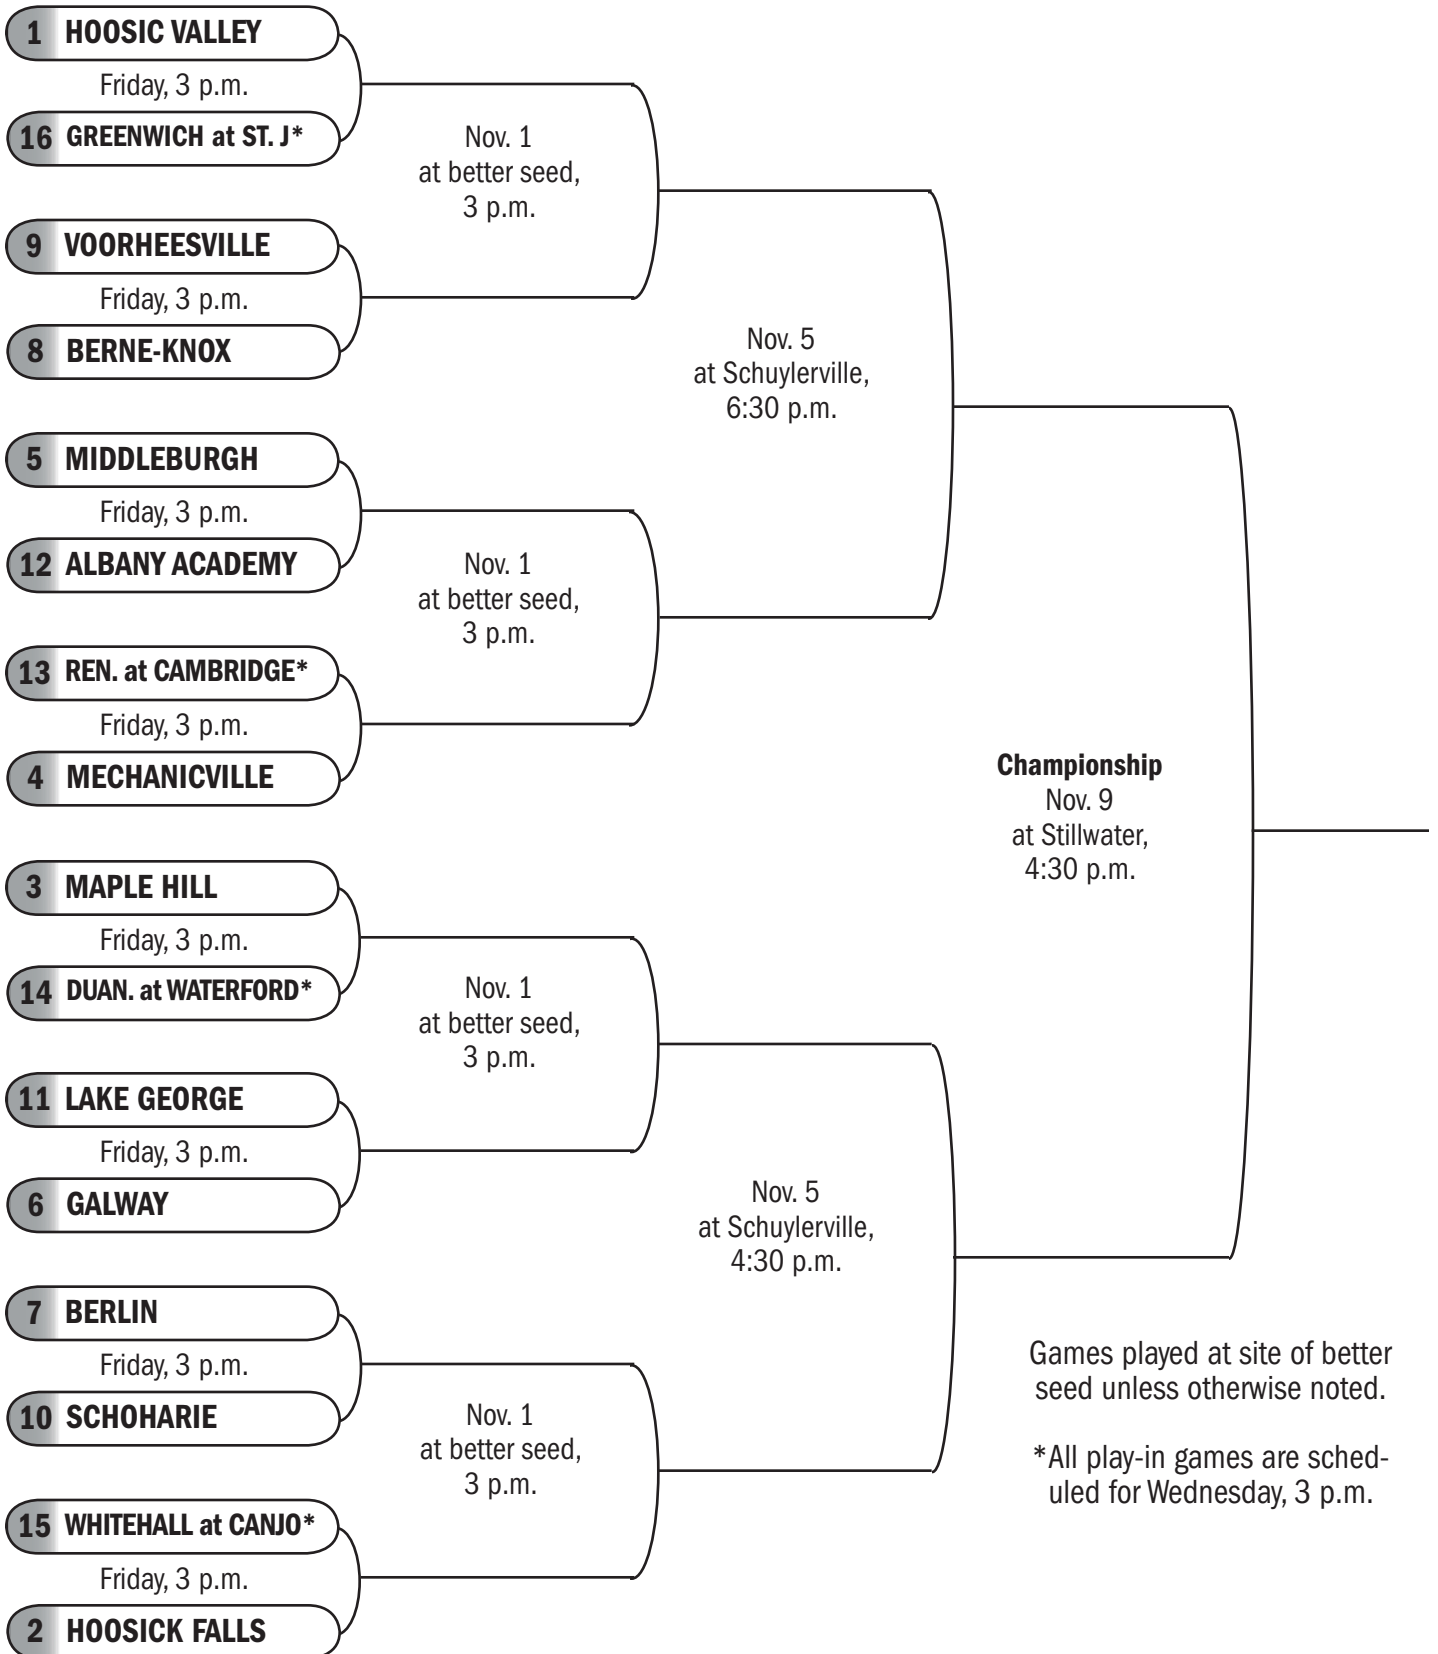 1 HOOSIC VALLEY
Friday, 3 p.m.
16 GREENWICH at ST. J*
Nov. 1
at better seed,
3 p.m.
9 VOORHEESVILLE
Friday, 3 p.m.
8 BERNE-KNOX
Nov. 5
at Schuylerville,
6:30 p.m.
5 MIDDLEBURGH
Friday, 3 p.m.
12 ALBANY ACADEMY
Nov. 1
at better seed,
3 p.m.
13 REN. at CAMBRIDGE*
Friday, 3 p.m.
4 MECHANICVILLE
Championship
Nov. 9
at Stillwater,
4:30 p.m.
3 MAPLE HILL
Friday, 3 p.m.
14 DUAN. at WATERFORD*
Nov. 1
at better seed,
3 p.m.
11 LAKE GEORGE
Friday, 3 p.m.
6 GALWAY
Nov. 5
at Schuylerville,
4:30 p.m.
7 BERLIN
Friday, 3 p.m.
10 SCHOHARIE
Nov. 1
at better seed,
3 p.m.
15 WHITEHALL at CANJO*
Friday, 3 p.m.
2 HOOSICK FALLS
Games played at site of better
seed unless otherwise noted.
*All play-in games are sched-
uled for Wednesday, 3 p.m.